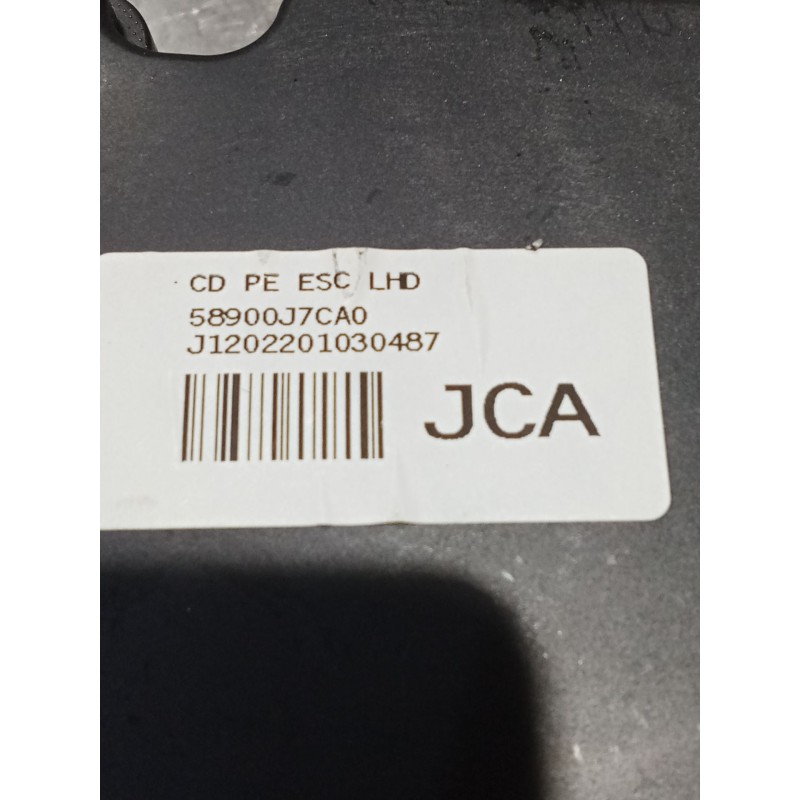 CD PE ESC LHD
58900J7CA0
J1202201030487
JCA